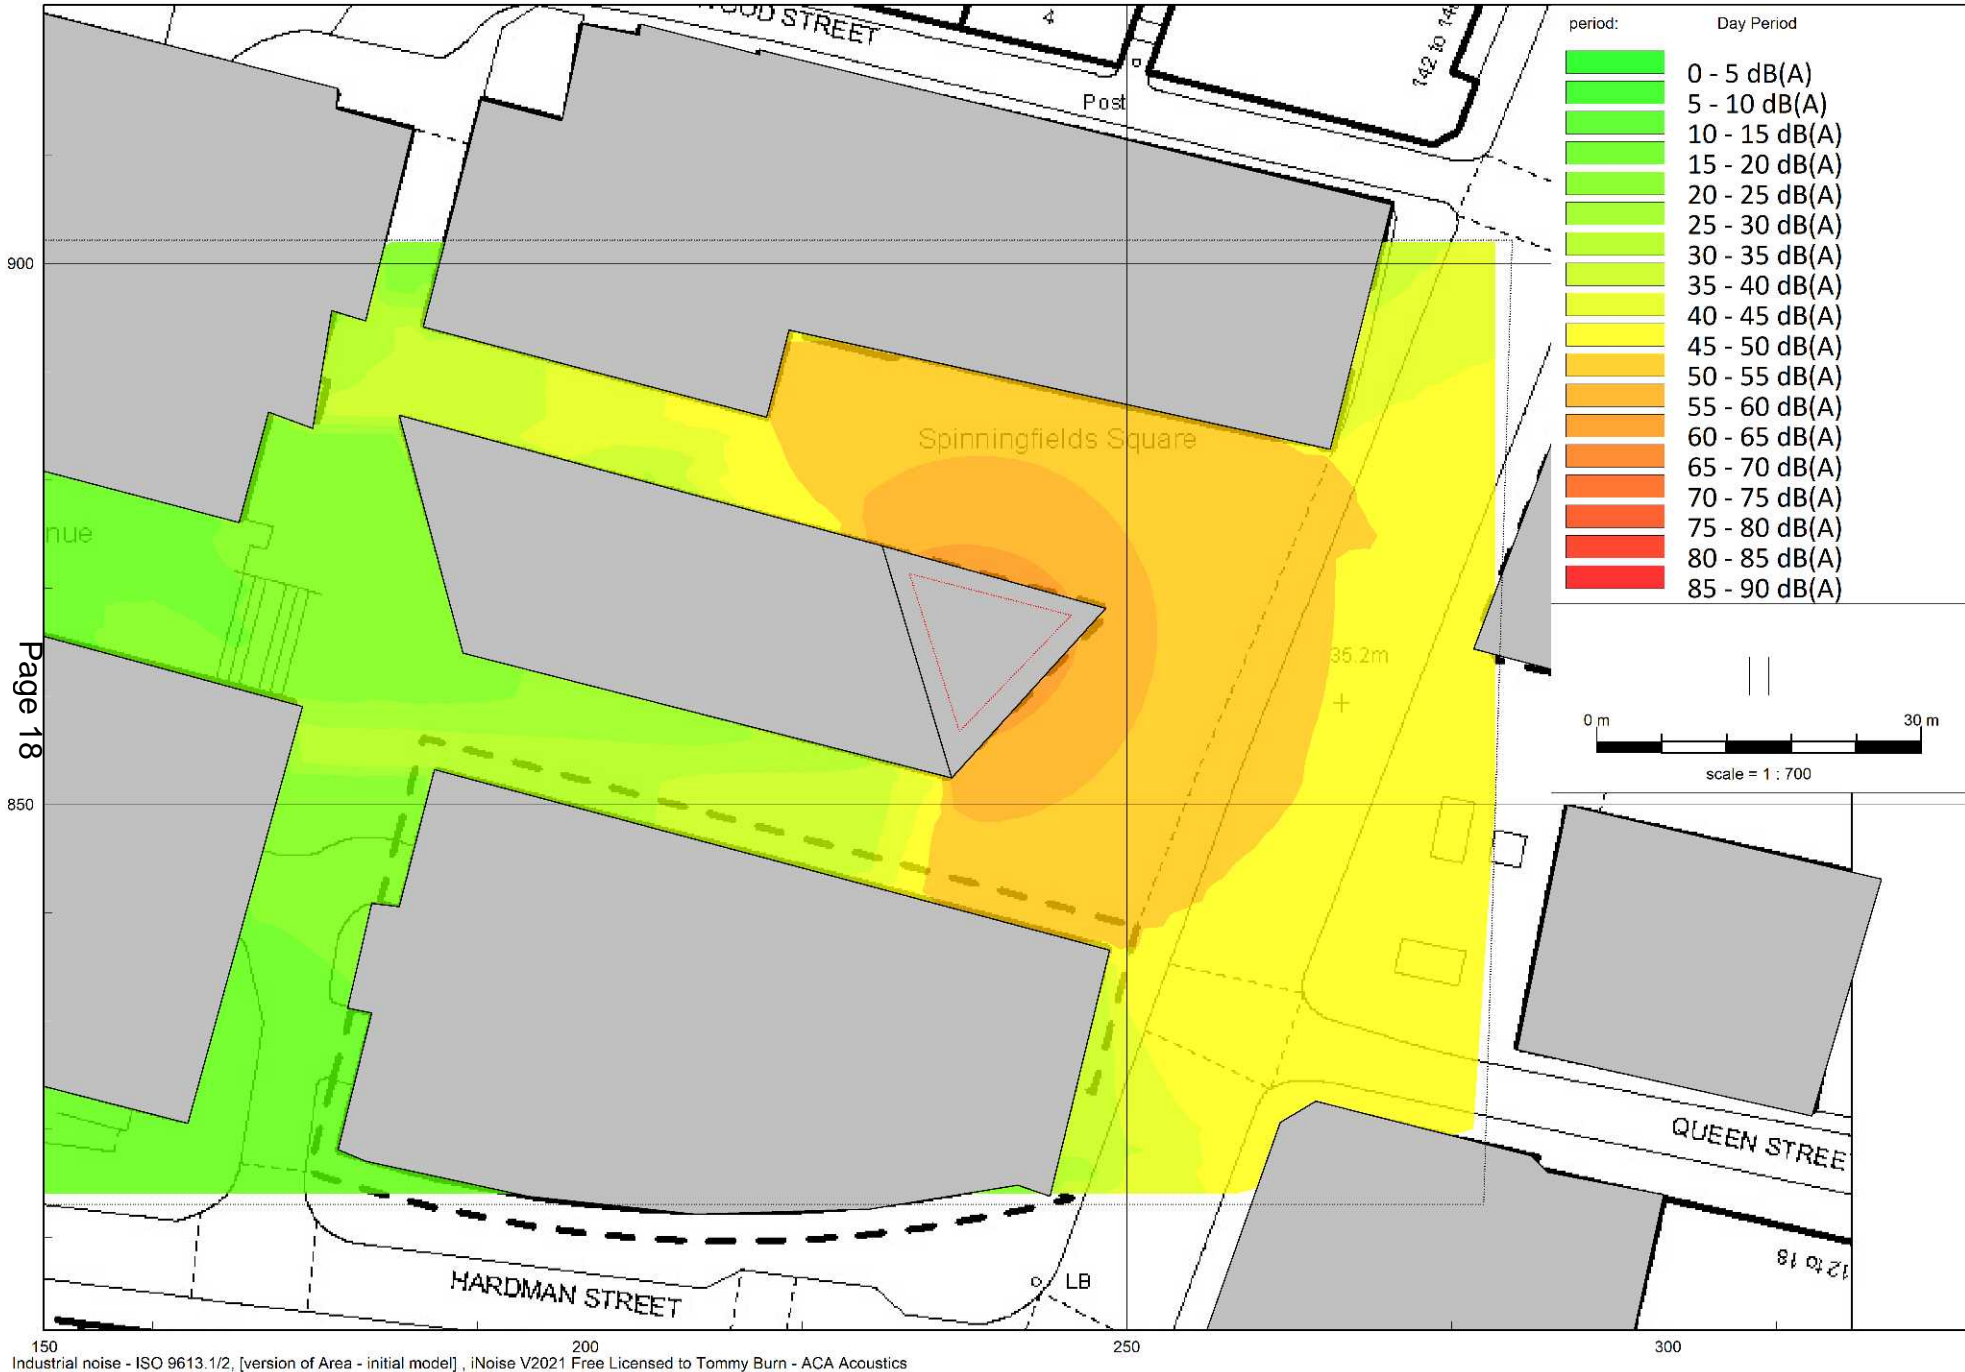 OOD STREET
4
142 to 14
Post
period: Day Period
0 - 5 dB(A)
5 - 10 dB(A)
10 - 15 dB(A)
15 - 20 dB(A)
20 - 25 dB(A)
25 - 30 dB(A)
30 - 35 dB(A)
35 - 40 dB(A)
40 - 45 dB(A)
45 - 50 dB(A)
50 - 55 dB(A)
55 - 60 dB(A)
60 - 65 dB(A)
65 - 70 dB(A)
70 - 75 dB(A)
75 - 80 dB(A)
80 - 85 dB(A)
85 - 90 dB(A)
900
Spinningfields Square
nue
Page 18
35.2m
0 m 30 m
scale = 1 : 700
850
QUEEN STREE
12 to 18
HARDMAN STREET
LB
150 200 250 300
Industrial noise - ISO 9613.1/2, [version of Area - initial model] , iNoise V2021 Free Licensed to Tommy Burn - ACA Acoustics